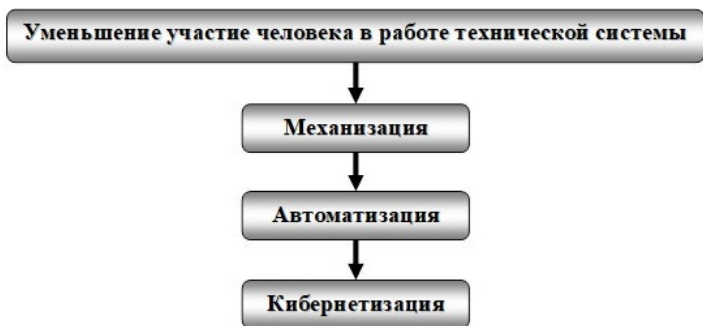 Уменьшение участие человека в работе технической системы
Механизация
Автоматизация
Кибернетизация